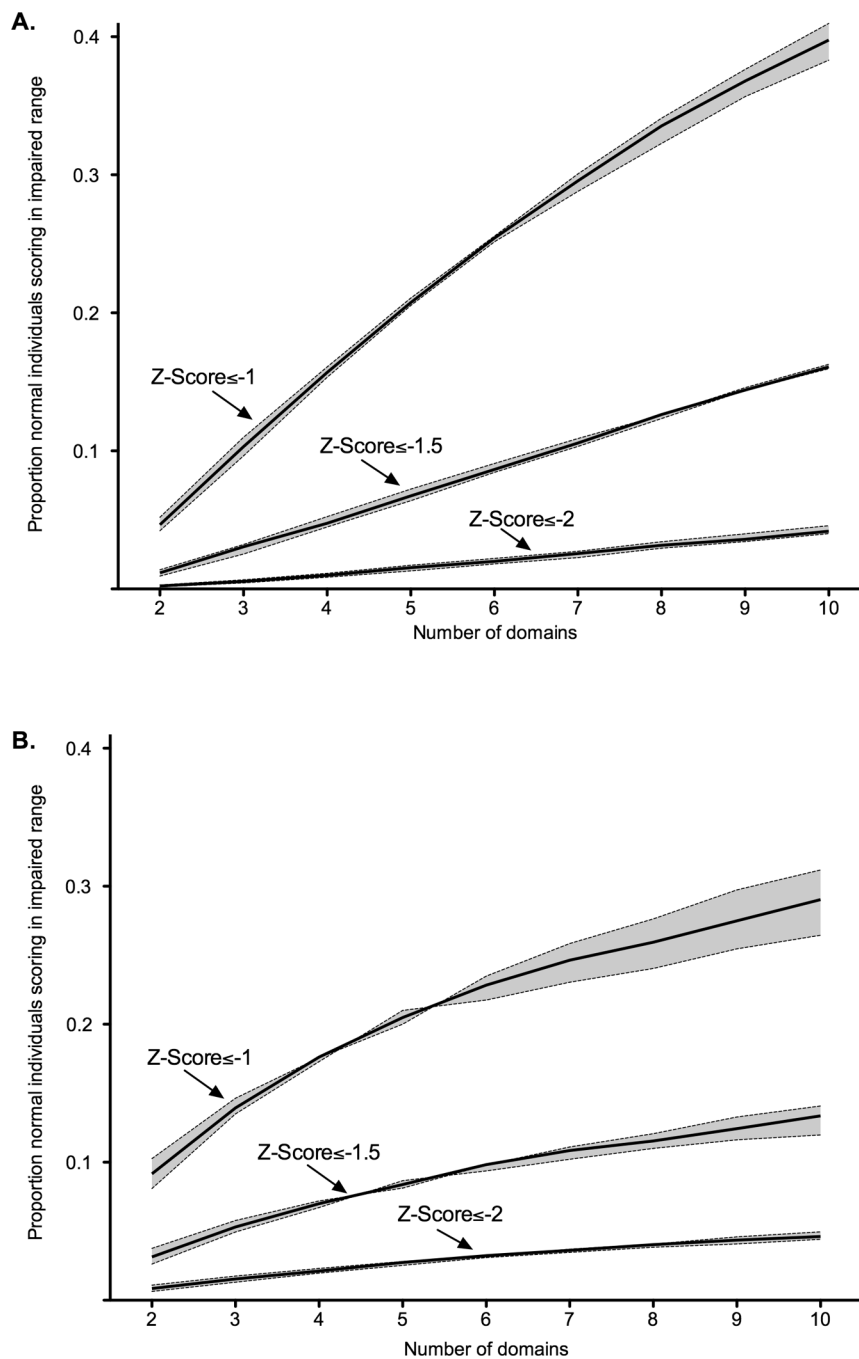 A.
Proportion normal individuals scoring in impaired range
0.4
0.3
0.2
0.1
Z-Score≤-1
Z-Score≤-1.5
Z-Score≤-2
2 3 4 5 6 7 8 9 10
Number of domains
B.
Proportion normal individuals scoring in impaired range
0.4
0.3
0.2
0.1
Z-Score≤-1
Z-Score≤-1.5
Z-Score≤-2
2 3 4 5 6 7 8 9 10
Number of domains